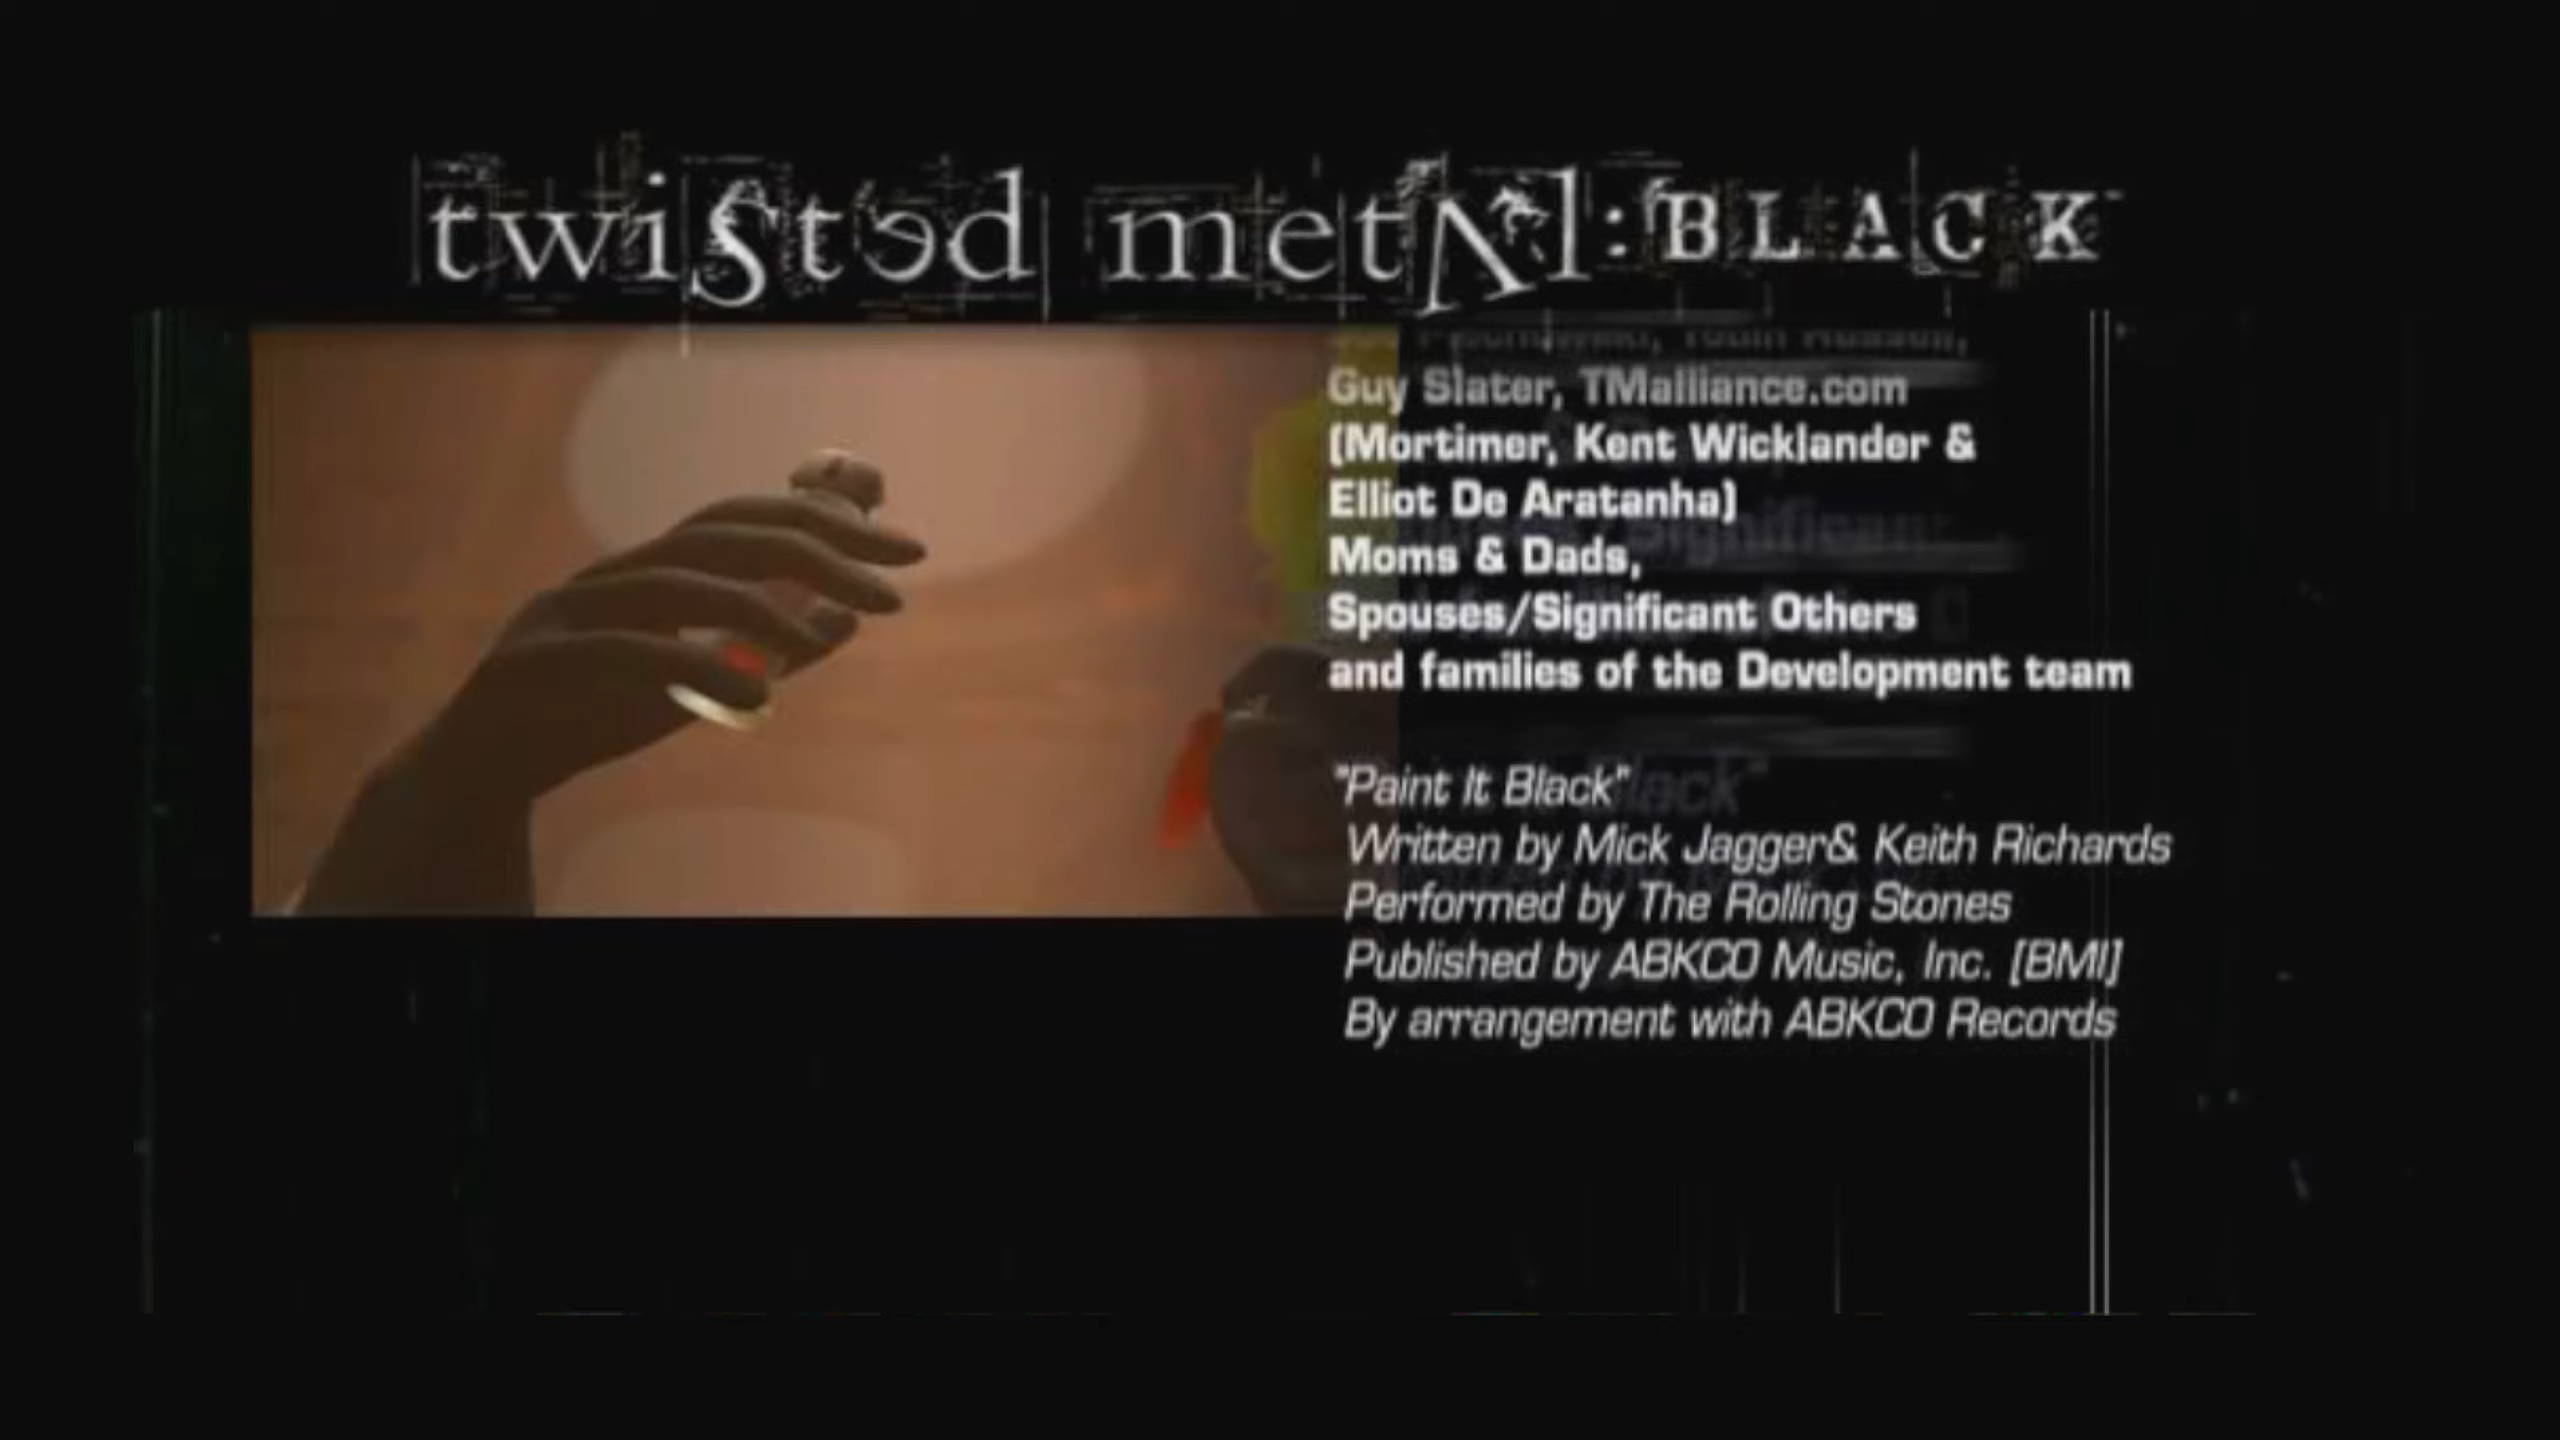 twisted metal: BLACK
Guy Slater, TMalliance.com
(Mortimer, Kent Wicklander &
Elliot De Aratanha)
Moms & Dads,
Spouses/Significant Others
and families of the Development team
"Paint It Black"
Written by Mick Jagger& Keith Richards
Performed by The Rolling Stones
Published by ABKCO Music, Inc. [BMI]
By arrangement with ABKCO Records